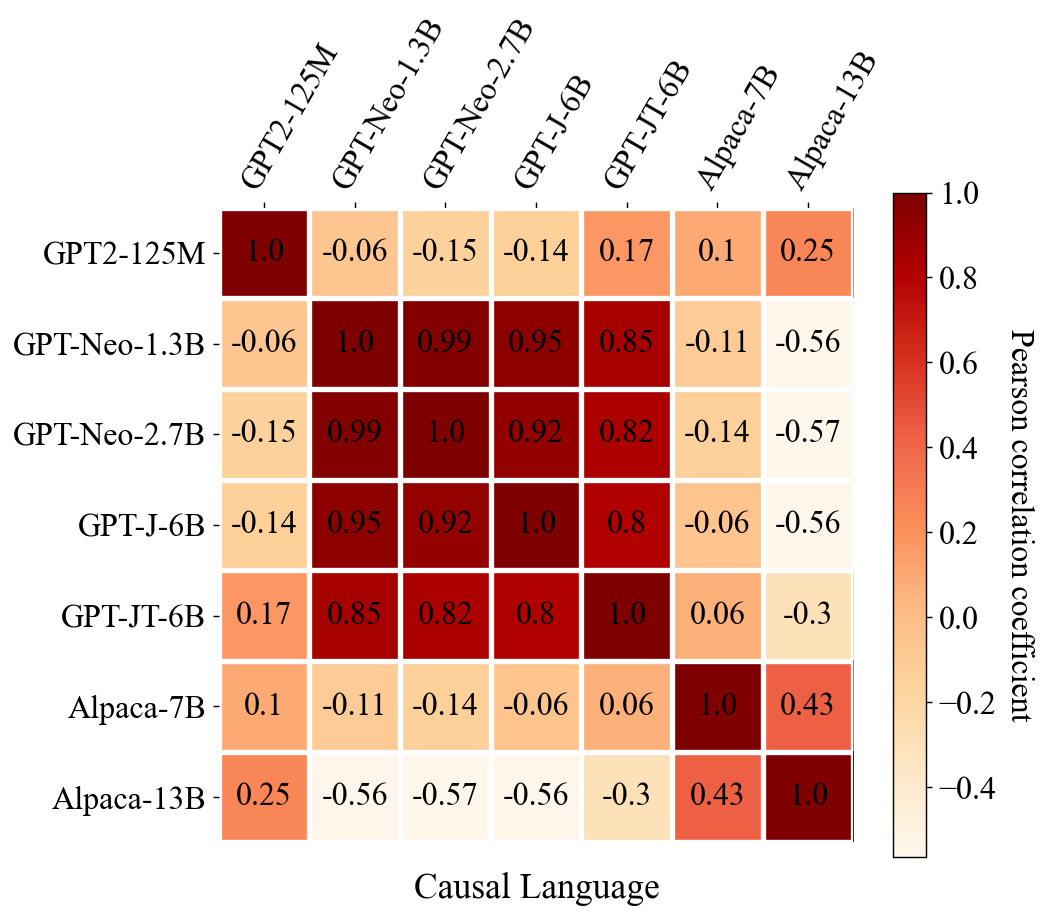 GPT2-125M
GPT-Neo-1.3B
GPT-Neo-2.7B
GPT-J-6B
GPT-JT-6B
Alpaca-7B
Alpaca-13B
GPT2-125M 1.0 -0.06 -0.15 -0.14 0.17 0.1 0.25
GPT-Neo-1.3B -0.06 1.0 0.99 0.95 0.85 -0.11 -0.56
GPT-Neo-2.7B -0.15 0.99 1.0 0.92 0.82 -0.14 -0.57
GPT-J-6B -0.14 0.95 0.92 1.0 0.8 -0.06 -0.56
GPT-JT-6B 0.17 0.85 0.82 0.8 1.0 0.06 -0.3
Alpaca-7B 0.1 -0.11 -0.14 -0.06 0.06 1.0 0.43
Alpaca-13B 0.25 -0.56 -0.57 -0.56 -0.3 0.43 1.0
Causal Language
1.0
0.8
0.6
0.4
0.2
0.0
−0.2
−0.4
Pearson correlation coefficient